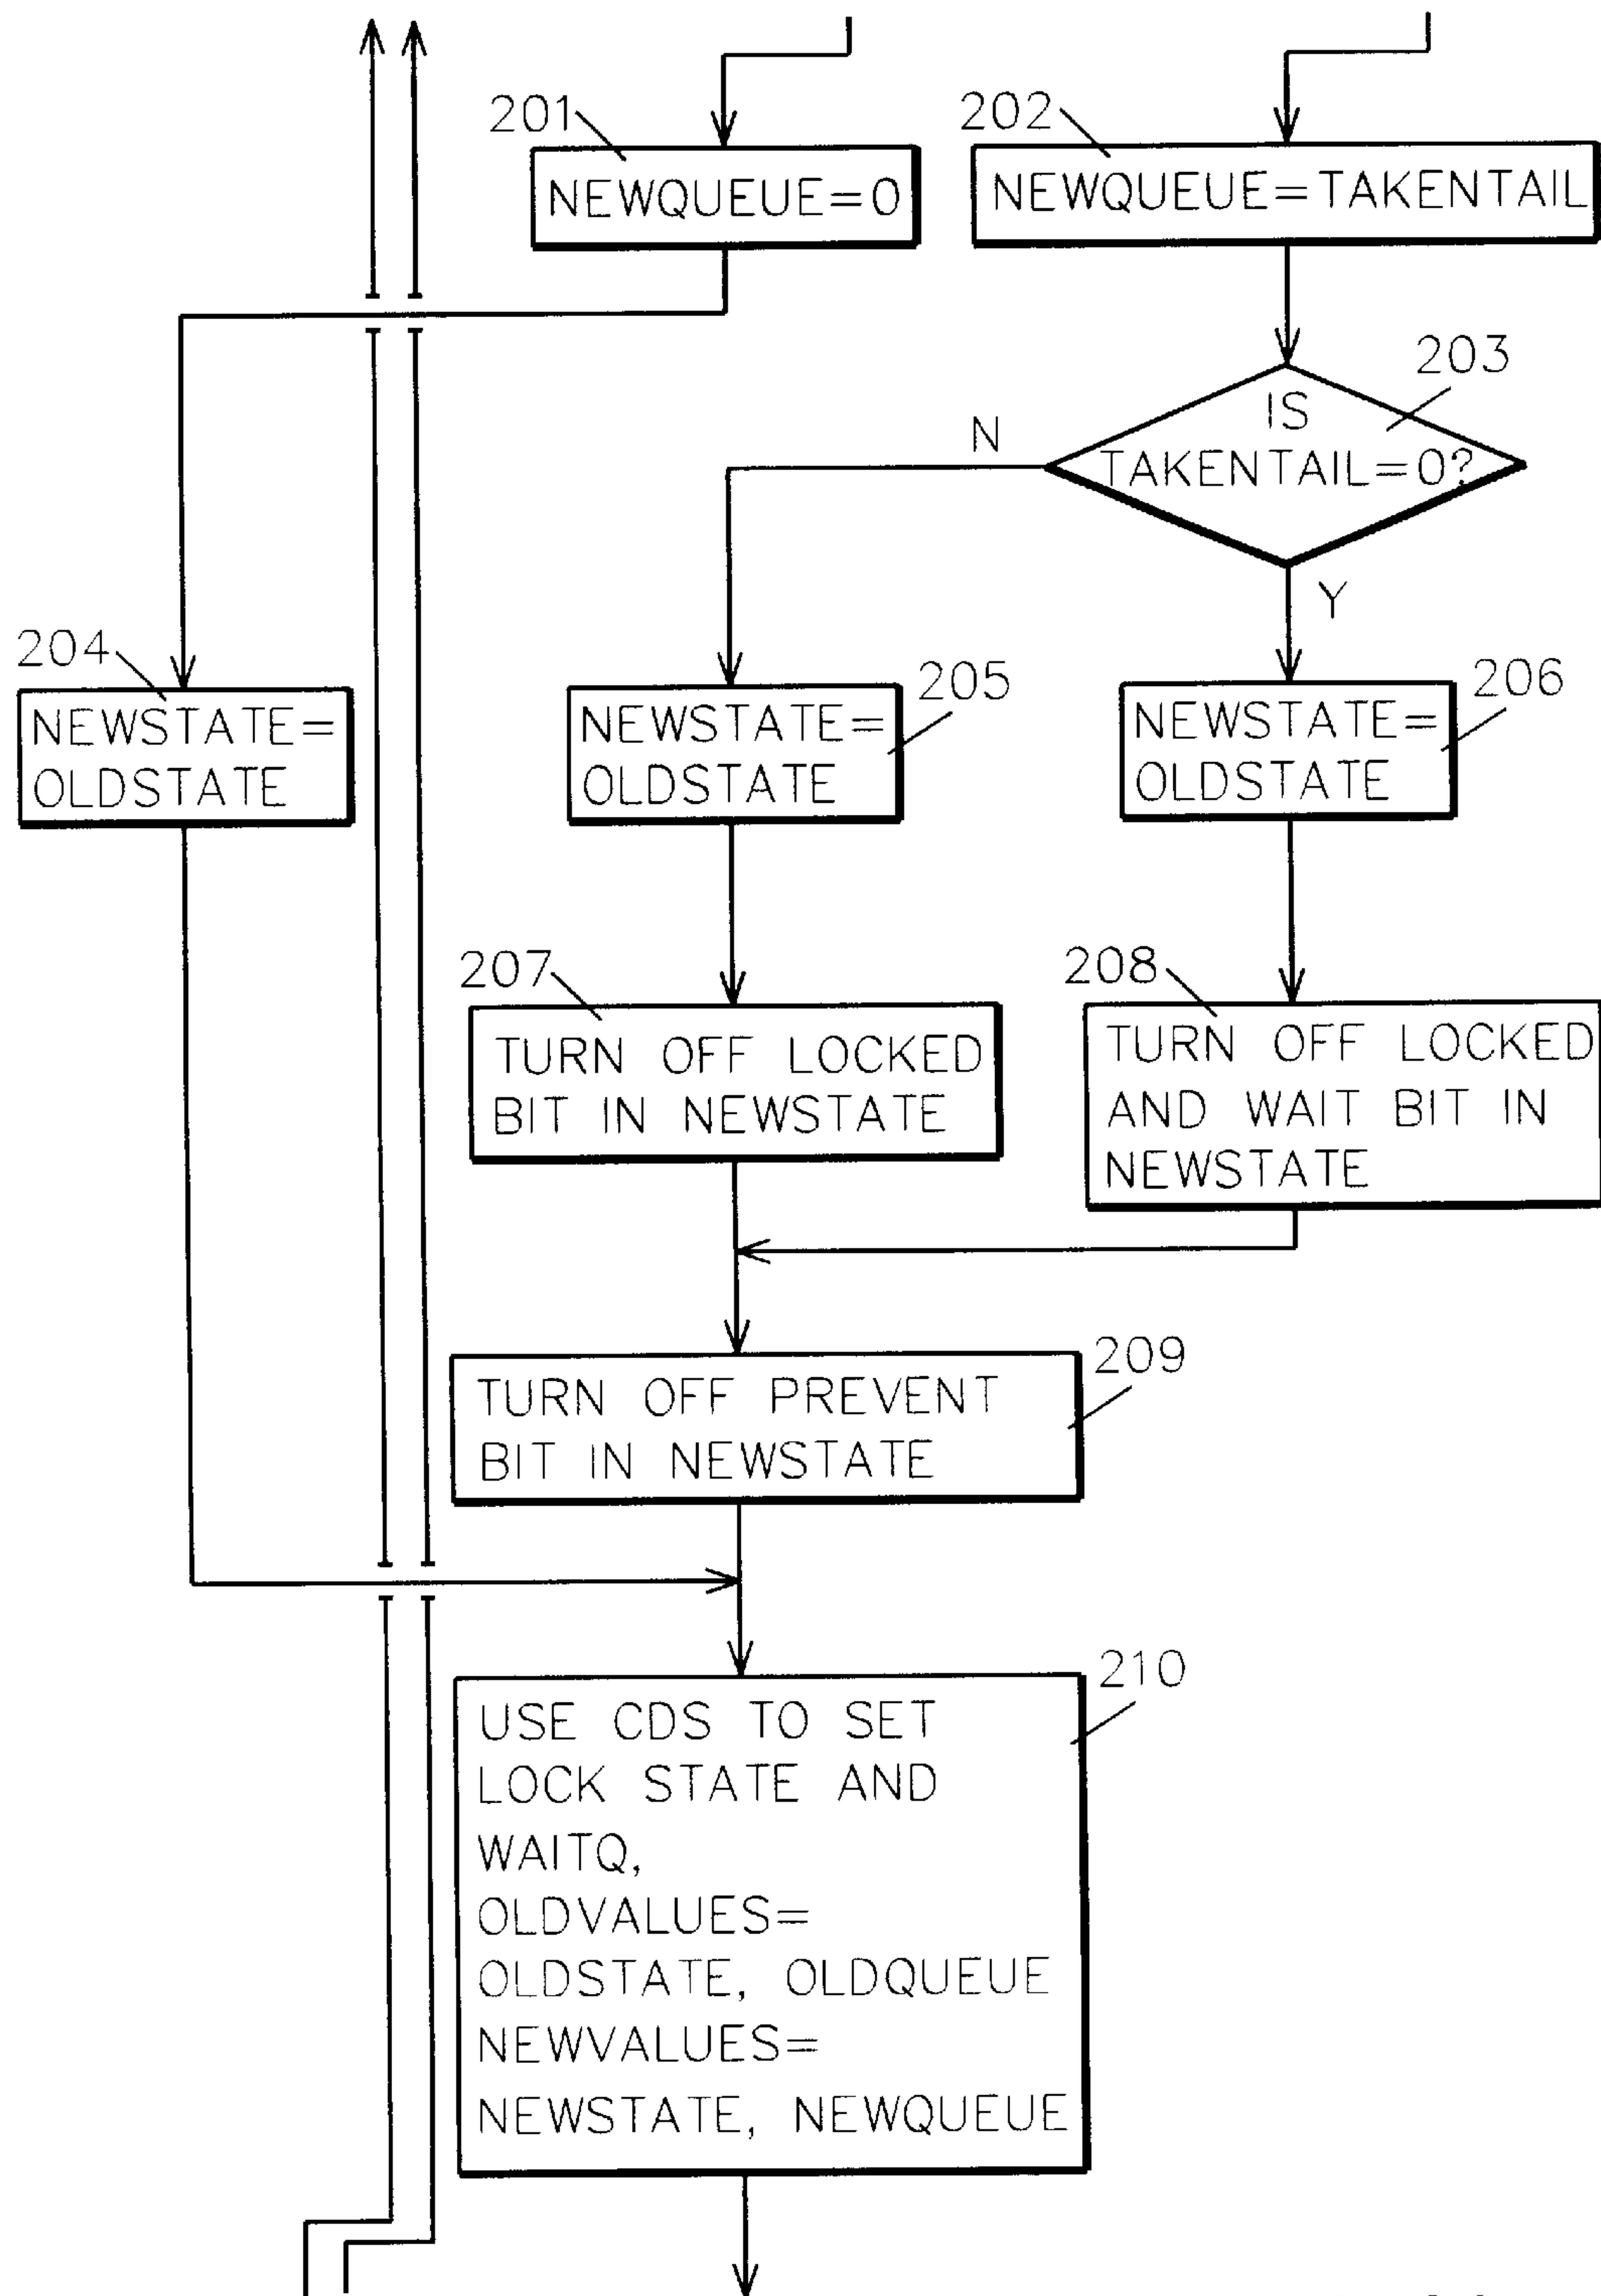 201
202
NEWQUEUE=0
NEWQUEUE=TAKENTAIL
203
N
IS
TAKENTAIL=0?
Y
204
205
206
NEWSTATE=
OLDSTATE
NEWSTATE=
OLDSTATE
NEWSTATE=
OLDSTATE
207
208
TURN OFF LOCKED
BIT IN NEWSTATE
TURN OFF LOCKED
AND WAIT BIT IN
NEWSTATE
209
TURN OFF PREVENT
BIT IN NEWSTATE
210
USE CDS TO SET
LOCK STATE AND
WAITQ,
OLDVALUES=
OLDSTATE, OLDQUEUE
NEWVALUES=
NEWSTATE, NEWQUEUE